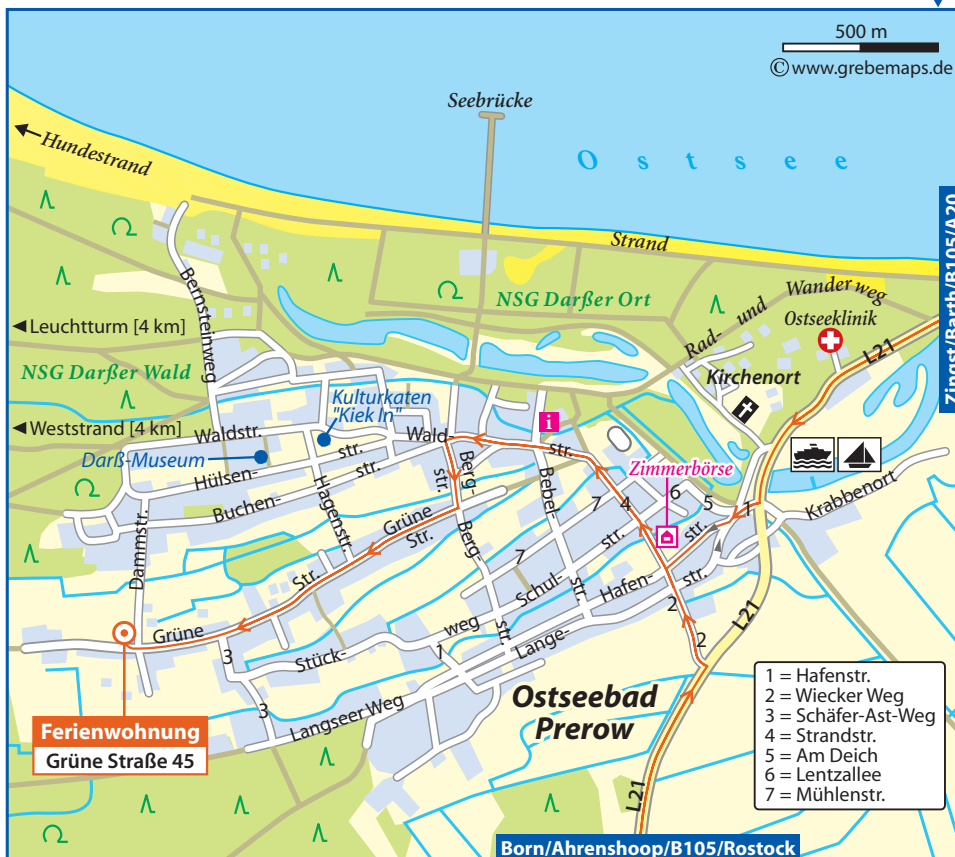 500 m
© www.grebemaps.de
Seebrücke
Hundestrand
Ostsee
Strand
Zingst/Barth/B105/A20
Bernsteinweg
NSG Darßer Ort
Rad- und Wanderweg
Ostseeklinik
L21
Leuchtturm [4 km]
NSG Darßer Wald
Kirchenort
Kulturkaten
"Kiek In"
Weststrand [4 km]
Waldstr.
Wald-
str.
i
Darß-Museum
Hülsen-
str.
Berg-
str.
Zimmerbörse
Bebel-
str.
7
4
6
5
1
Krabbenort
Buchen-
str.
Hagenstr.
Grüne
Str.
Berg-
str.
7
Schul-
str.
Hafen-
str.
Dammstr.
Grüne
Str.
2
Lange-
str.
L21
Stück-
weg
1
2
3
3
Langseer Weg
Ostseebad
Prerow
Ferienwohnung
Grüne Straße 45
L21
1 = Hafenstr.
2 = Wiecker Weg
3 = Schäfer-Ast-Weg
4 = Strandstr.
5 = Am Deich
6 = Lentzallee
7 = Mühlenstr.
Born/Ahrenshoop/B105/Rostock